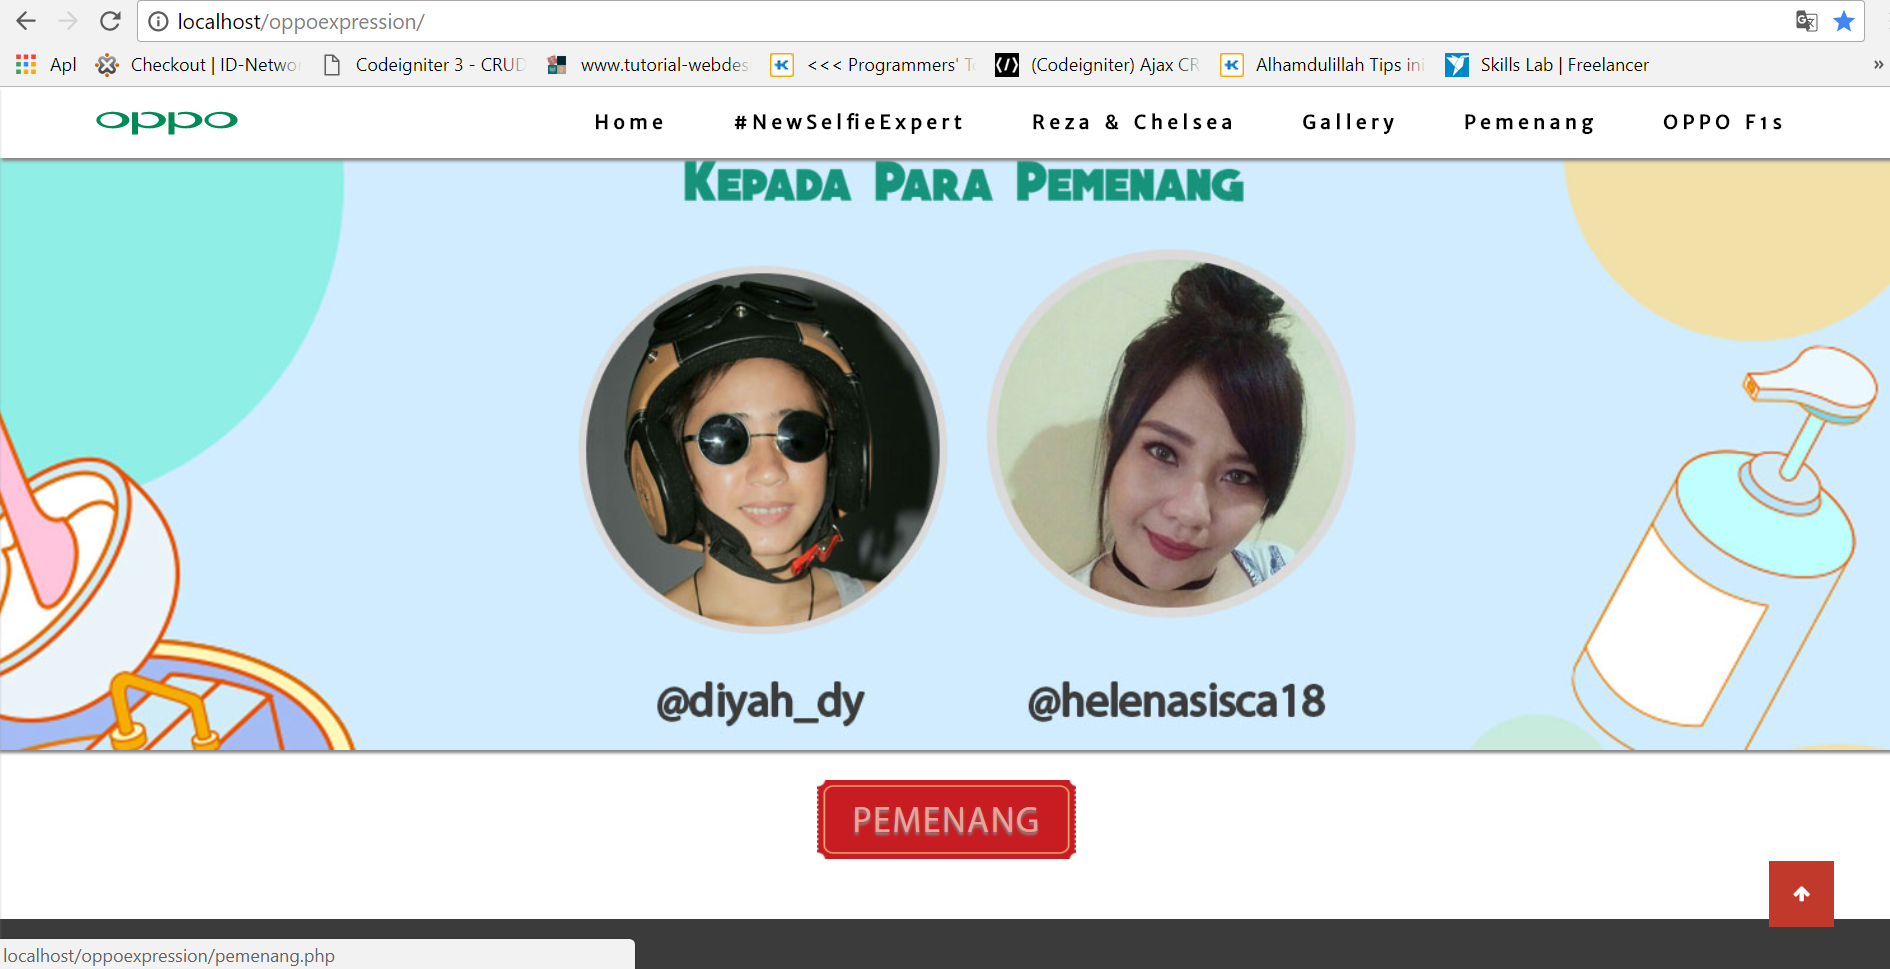 localhost/oppoexpression/
Apl Checkout | ID-Netwo Codeigniter 3 - CRUD www.tutorial-webdes <<< Programmers' T (Codeigniter) Ajax CR Alhamdulillah Tips ini Skills Lab | Freelancer »
oppo Home #NewSelfieExpert Reza & Chelsea Gallery Pemenang OPPO F1s
Kepada Para Pemenang
@diyah_dy @helenasisca18
PEMENANG
localhost/oppoexpression/pemenang.php